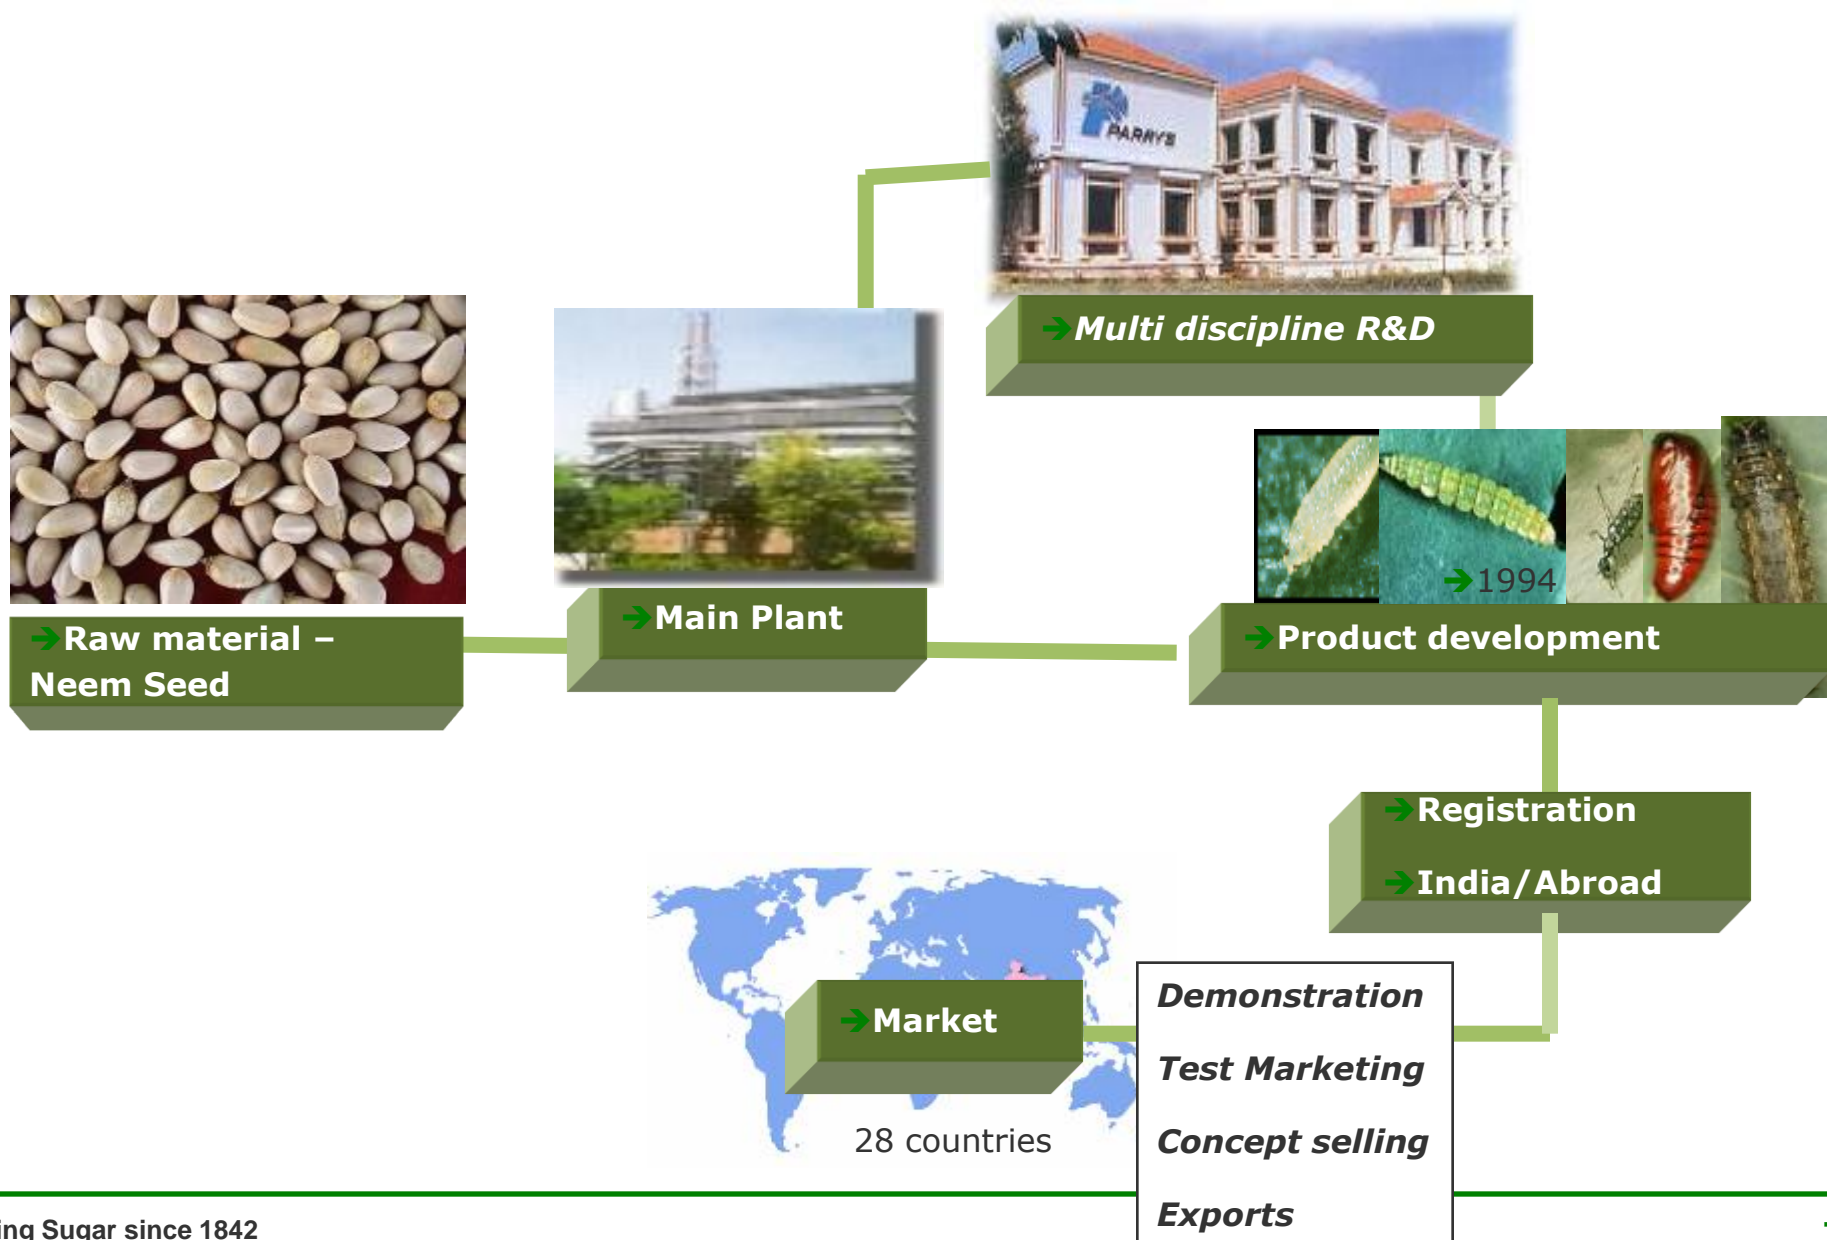 PARRYS
➔Multi discipline R&D
➔1994
➔Raw material –
Neem Seed
➔Main Plant
➔Product development
➔Registration
➔India/Abroad
➔Market
28 countries
Demonstration
Test Marketing
Concept selling
Exports
ing Sugar since 1842